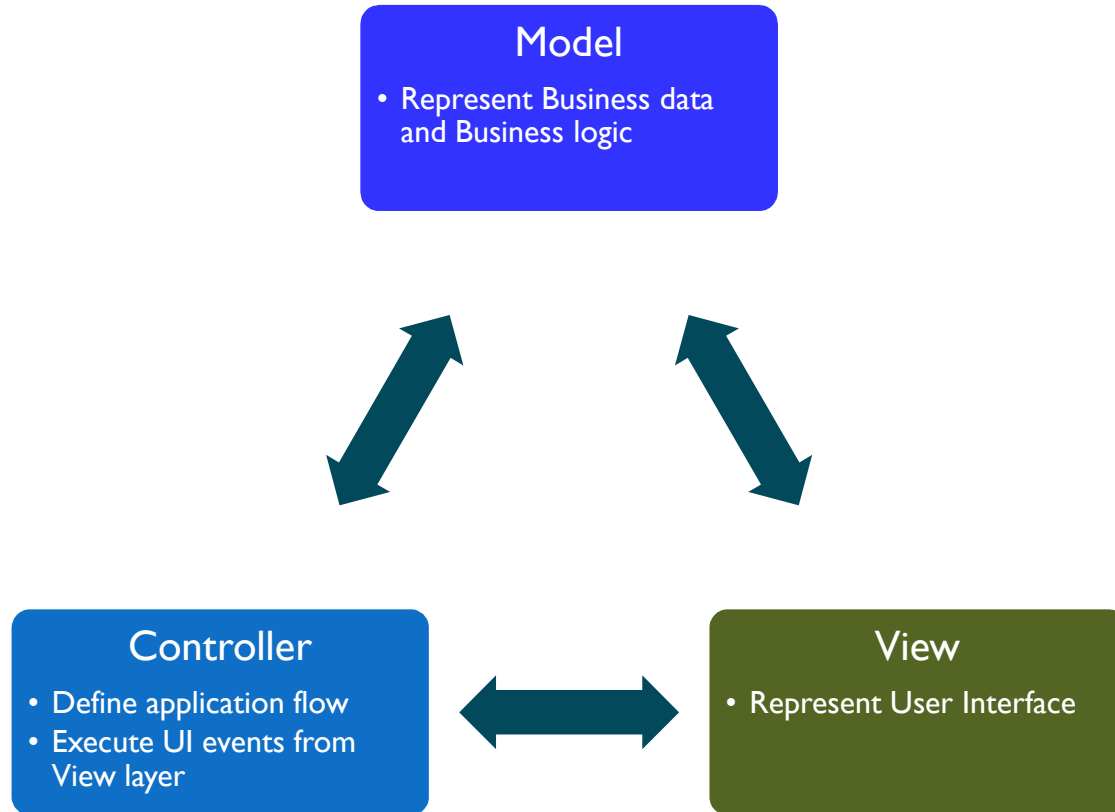 Model
• Represent Business data
and Business logic
Controller
• Define application flow
• Execute UI events from
View layer
View
• Represent User Interface